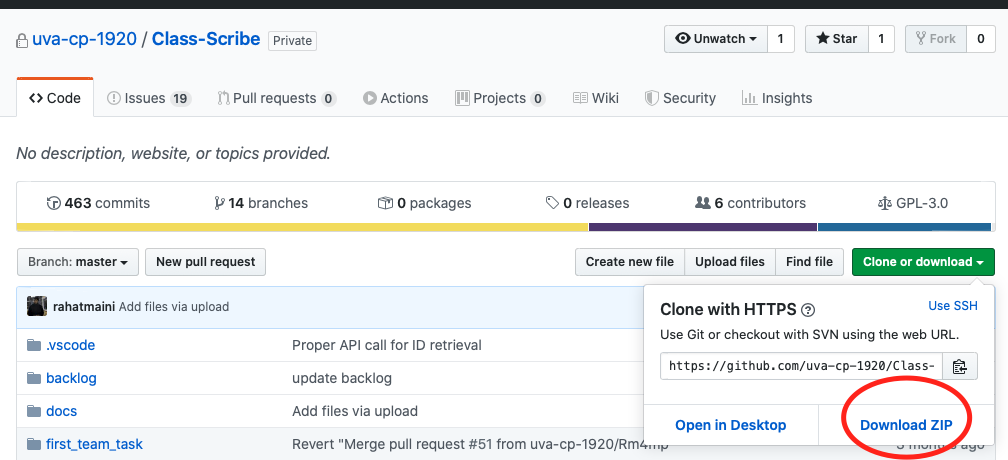 uva-cp-1920 / Class-Scribe Private Unwatch 1 Star 1 Fork 0
Code Issues 19 Pull requests 0 Actions Projects 0 Wiki Security Insights
No description, website, or topics provided.
463 commits 14 branches 0 packages 0 releases 6 contributors GPL-3.0
Branch: master New pull request Create new file Upload files Find file Clone or download
rahatmaini Add files via upload
.vscode Proper API call for ID retrieval
backlog update backlog
docs Add files via upload
first_team_task Revert "Merge pull request #51 from uva-cp-1920/Rm4mp
Clone with HTTPS ? Use SSH
Use Git or checkout with SVN using the web URL.
https://github.com/uva-cp-1920/Class-
Open in Desktop Download ZIP
months ago